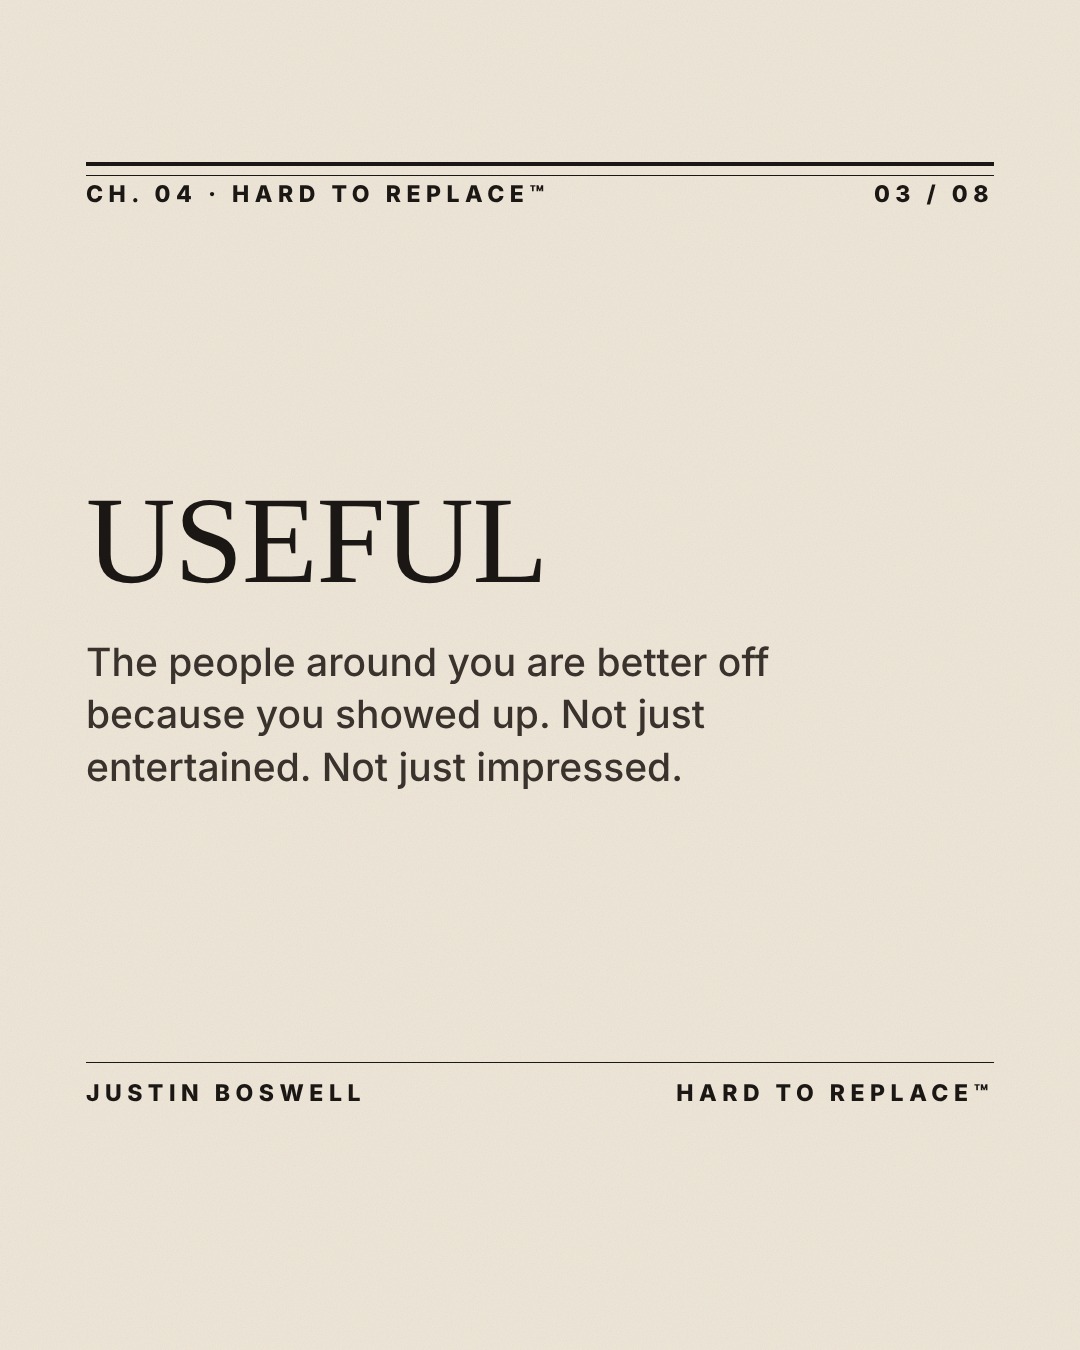 CH. 04 · HARD TO REPLACE™
03 / 08
USEFUL
The people around you are better off
because you showed up. Not just
entertained. Not just impressed.
JUSTIN BOSWELL
HARD TO REPLACE™